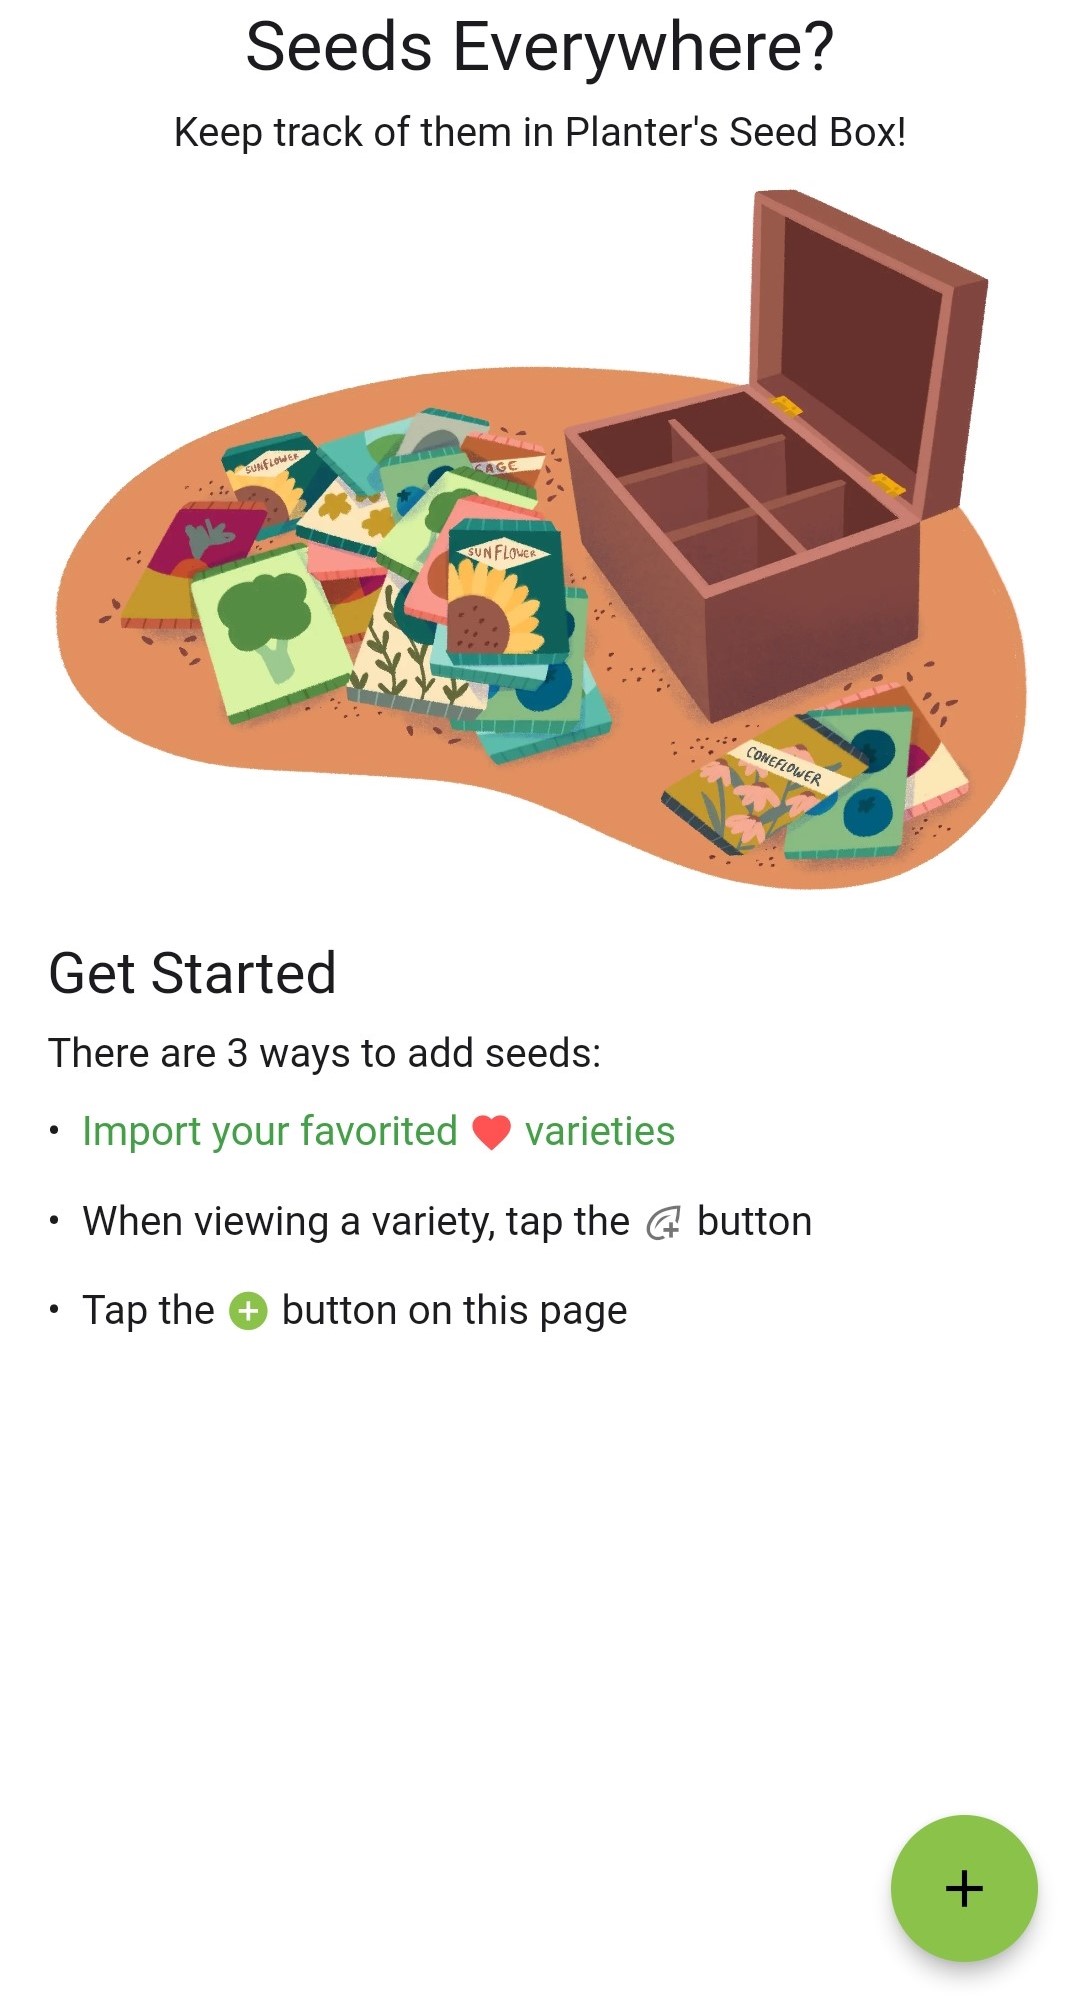 Seeds Everywhere?
Keep track of them in Planter's Seed Box!
SUNFLOWER
CAGE
SUNFLOWER
CONEFLOWER
Get Started
There are 3 ways to add seeds:
• Import your favorited varieties
• When viewing a variety, tap the button
• Tap the + button on this page
+